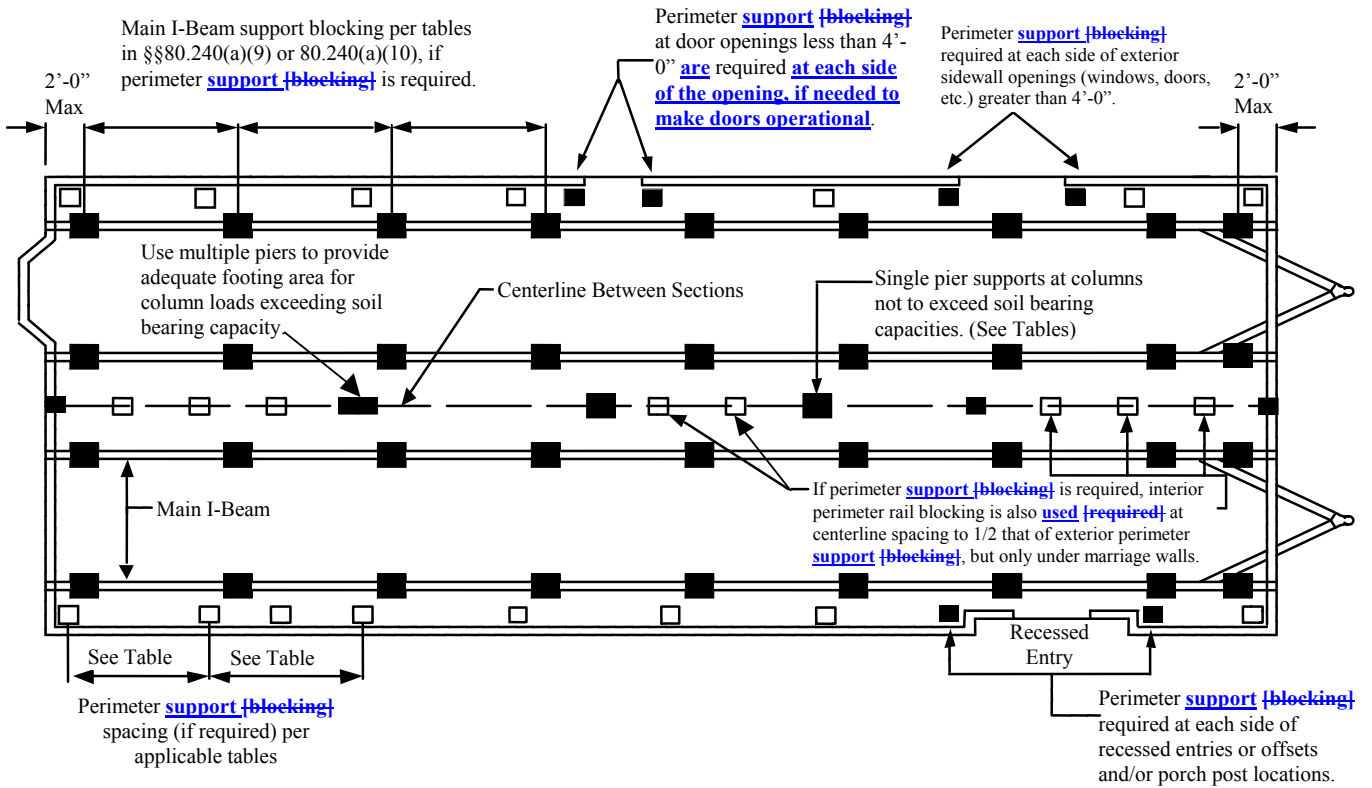 Main I-Beam support blocking per tables
in §§80.240(a)(9) or 80.240(a)(10), if
perimeter support [blocking] is required.
2’-0”
Max
Perimeter support [blocking]
at door openings less than 4’-
0” are required at each side
of the opening, if needed to
make doors operational.
Perimeter support [blocking]
required at each side of exterior
sidewall openings (windows, doors,
etc.) greater than 4’-0”.
2’-0”
Max
Use multiple piers to provide
adequate footing area for
column loads exceeding soil
bearing capacity.
Centerline Between Sections
Single pier supports at columns
not to exceed soil bearing
capacities. (See Tables)
Main I-Beam
If perimeter support [blocking] is required, interior
perimeter rail blocking is also used [required] at
centerline spacing to 1/2 that of exterior perimeter
support [blocking], but only under marriage walls.
See Table
See Table
Recessed
Entry
Perimeter support [blocking]
spacing (if required) per
applicable tables
Perimeter support [blocking]
required at each side of
recessed entries or offsets
and/or porch post locations.